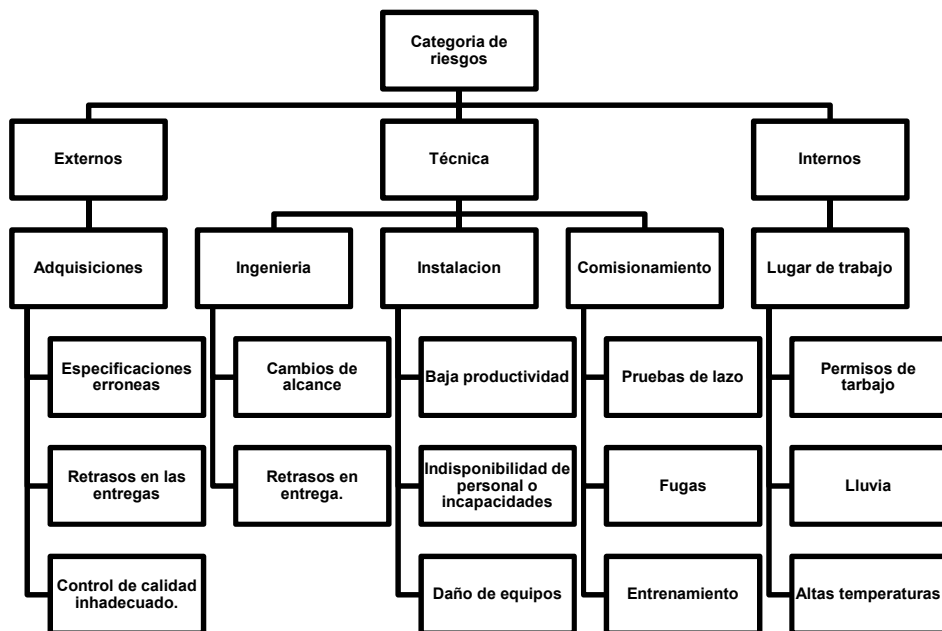 Categoria de
riesgos
Externos
Técnica
Internos
Adquisiciones
Ingenieria
Instalacion
Comisionamiento
Lugar de trabajo
Especificaciones
erroneas
Cambios de
alcance
Baja productividad
Pruebas de lazo
Permisos de
tarbajo
Retrasos en las
entregas
Retrasos en
entrega.
Indisponibilidad de
personal o
incapacidades
Fugas
Lluvia
Control de calidad
inhadecuado.
Daño de equipos
Entrenamiento
Altas temperaturas